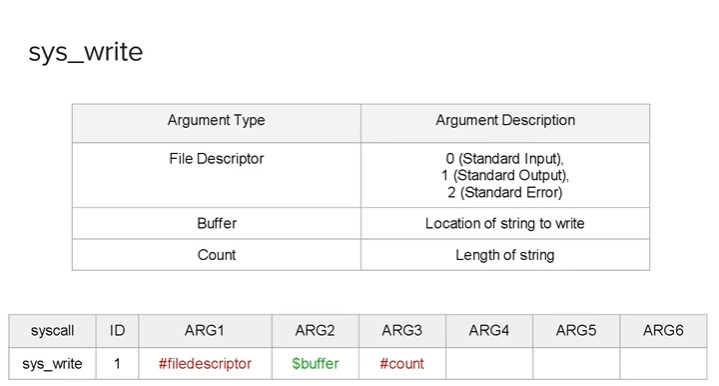 sys_write
Argument Type Argument Description
File Descriptor 0 (Standard Input),
1 (Standard Output),
2 (Standard Error)
Buffer Location of string to write
Count Length of string
syscall ID ARG1 ARG2 ARG3 ARG4 ARG5 ARG6
sys_write 1 #filedescriptor $buffer #count